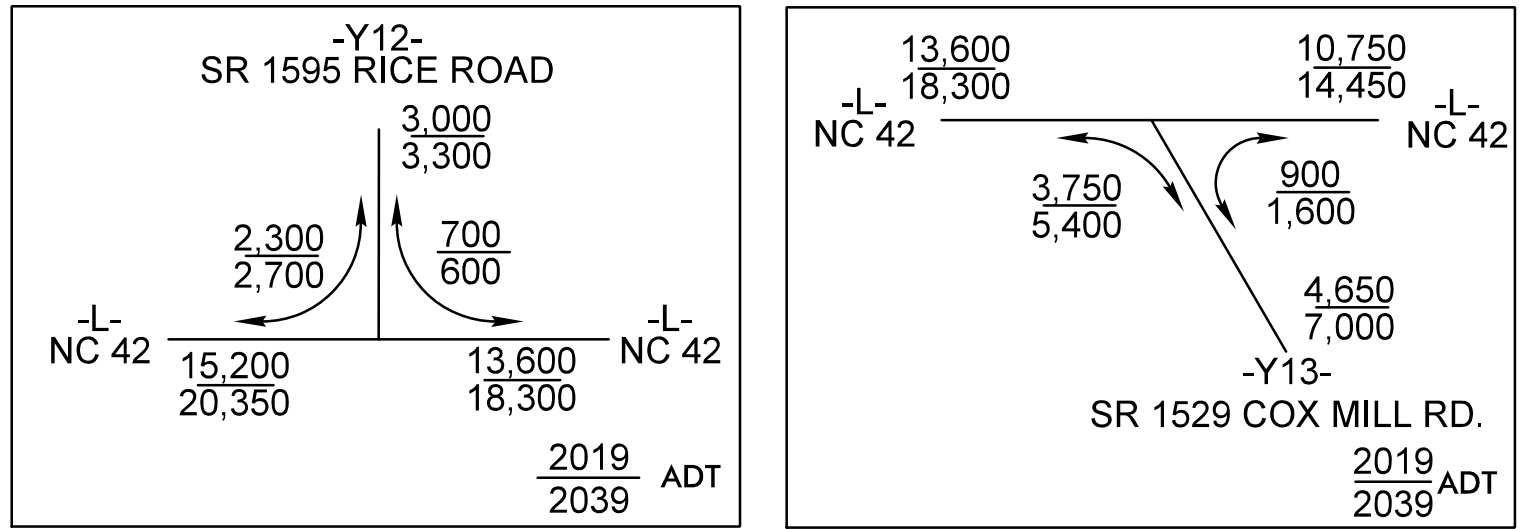 -Y12-
SR 1595 RICE ROAD
3,000
3,300
2,300
2,700
700
600
-L-
NC 42
-L-
NC 42
15,200
20,350
13,600
18,300
2019
2039
ADT
13,600
18,300
10,750
14,450
-L-
NC 42
-L-
NC 42
3,750
5,400
900
1,600
4,650
7,000
-Y13-
SR 1529 COX MILL RD.
2019
2039
ADT